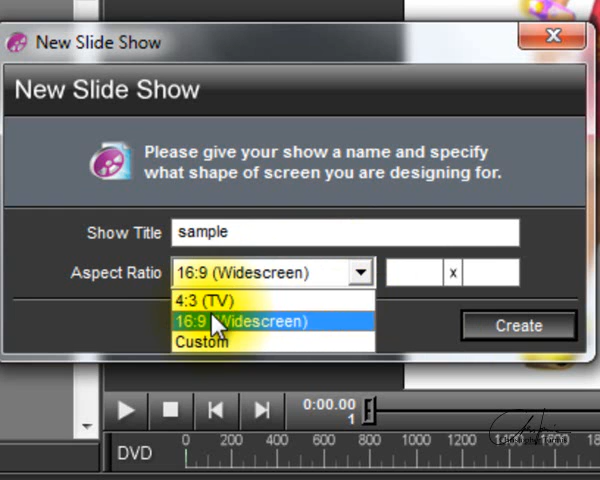 New Slide Show
New Slide Show
Please give your show a name and specify
what shape of screen you are designing for.
Show Title
sample
Aspect Ratio
16:9 (Widescreen)
x
4:3 (TV)
16:9 (Widescreen)
Custom
Create
0:00.00
1
DVD
0 200 400 600 800 1000 1200 1400 1600